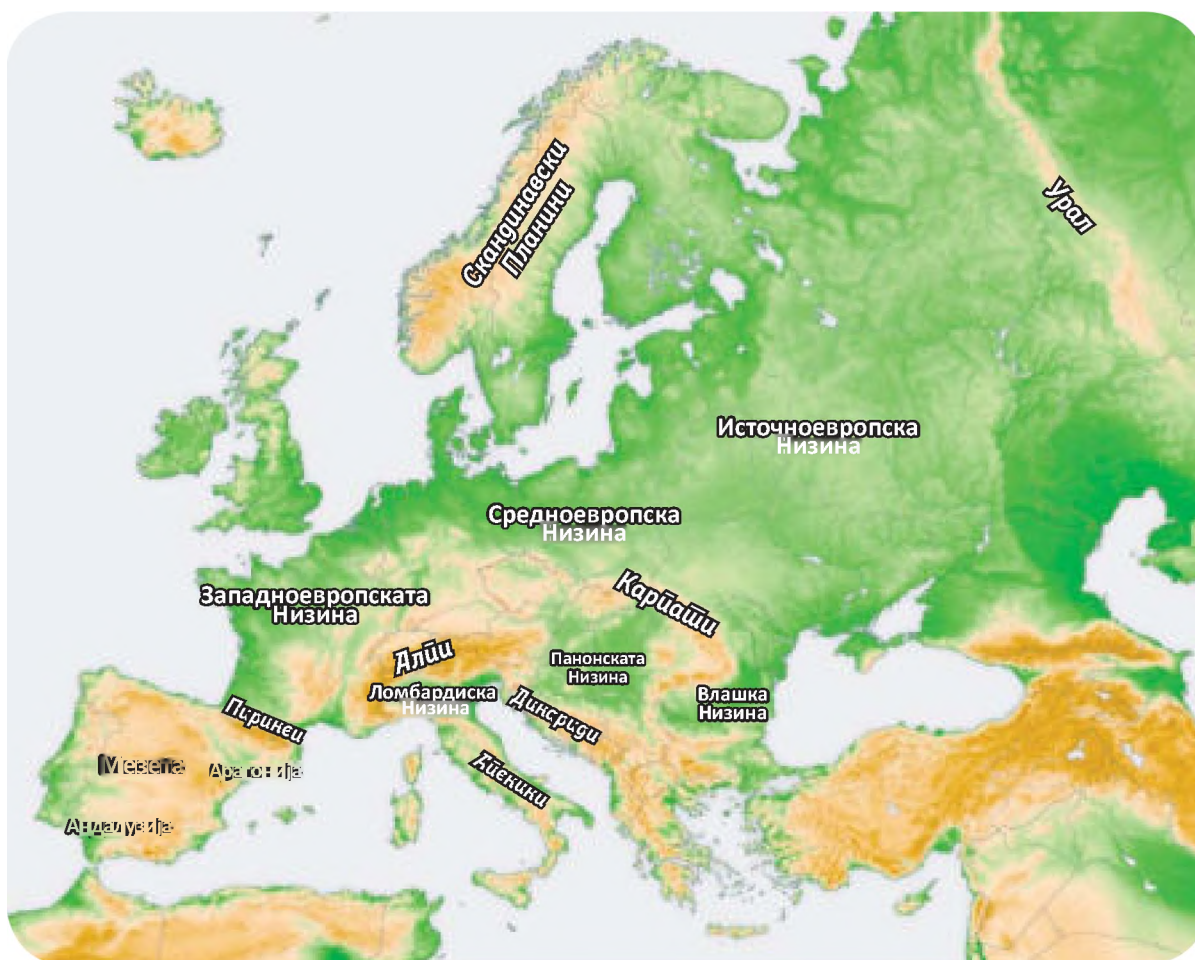 Скандинавски
Планини
Урал
Источноевропска
Низина
Средноевропска
Низина
Западноевропската
Низина
Карпати
Алпи
Панонската
Низина
Ломбардиска
Низина
Влашка
Низина
Динариди
Пиринеи
Апенини
Мезета
Арагонија
Андалузија